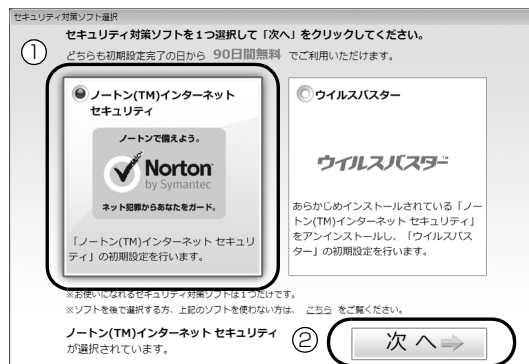 セキュリティ対策ソフト選択
セキュリティ対策ソフトを1つ選択して「次へ」をクリックしてください。
① どちらも初期設定完了の日から 90日間無料 でご利用いただけます。
ノートン(TM)インターネット
セキュリティ
ノートンで備えよう。
Norton
by Symantec
ネット犯罪からあなたをガード。
「ノートン(TM)インターネット セキュリ
ティ」の初期設定を行います。
ウイルスバスター
ウイルスバスター™
あらかじめインストールされている「ノー
トン(TM)インターネット セキュリティ」
をアンインストールし、「ウイルスバス
ター」の初期設定を行います。
※お使いになれるセキュリティ対策ソフトは1つだけです。
※ソフトを後で選択する方、上記のソフトを使わない方は、 こちら をご覧ください。
ノートン(TM)インターネット セキュリティ
が選択されています。
② 次 へ